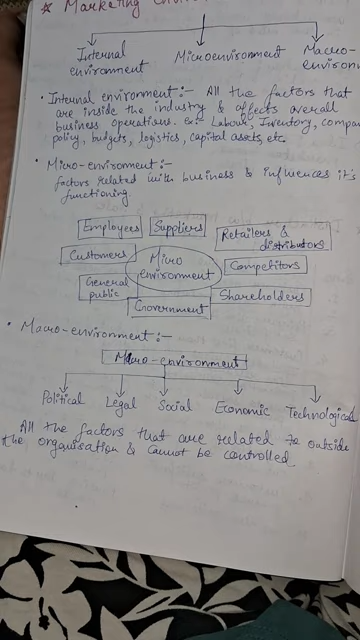 * Marketing
Internal environment
Microenvironment
Macro-
• Internal environment :- All the factors that
are inside the industry & affects overall
business operations. Ex:- Labour, Inventory,
policy, budgets, logistics, capital assets, etc.
• Micro-environment :-
factors related with business & influences it's
functioning.
Employees
Suppliers
Retailers &
distributors
Customers
Micro
environment
Competitors
General
public
Government
Shareholders
• Macro-environment :-
Macro-environment
Political Legal Social Economic Technological
All the factors that are related to outside
the organisation & cannot be controlled